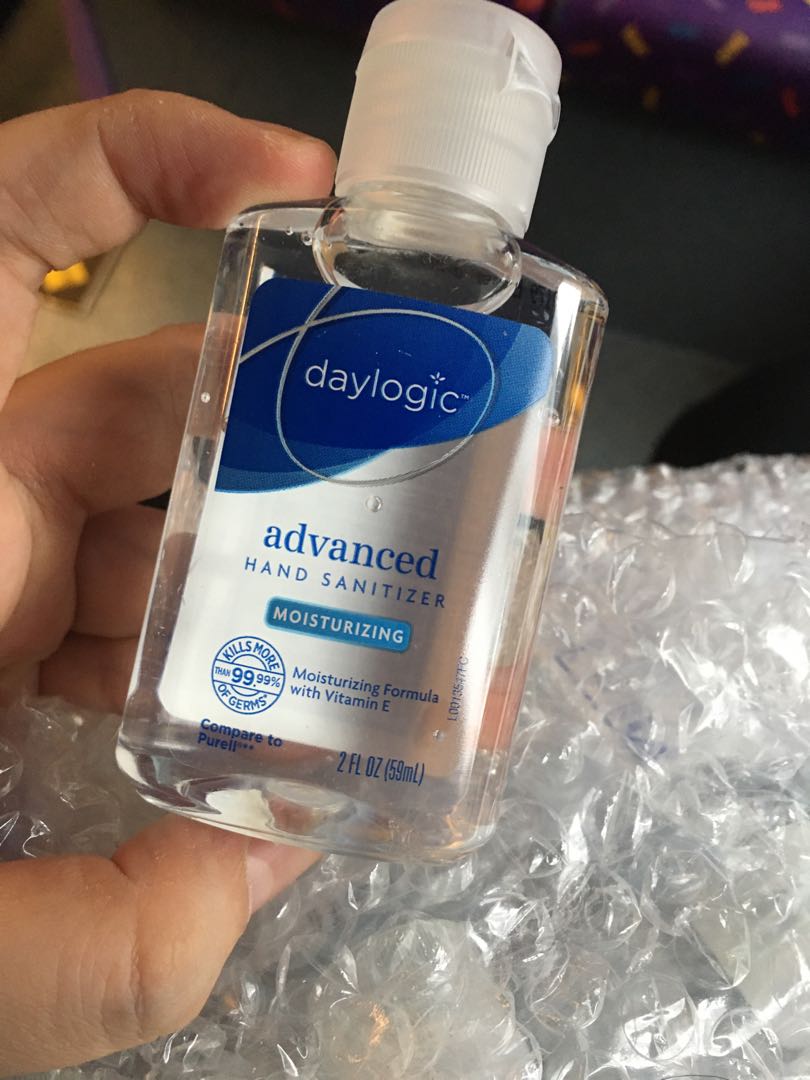 daylogic™
advanced
HAND SANITIZER
MOISTURIZING
KILLS MORE
THAN 99.99%
OF GERMS*
Moisturizing Formula
with Vitamin E
Compare to
Purell®**
2 FL OZ (59mL)